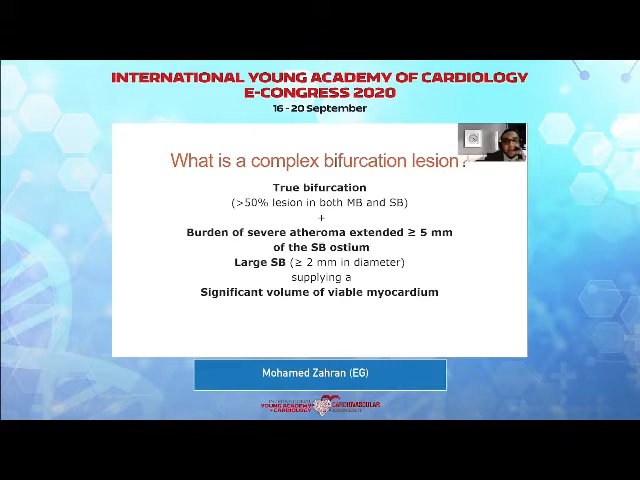 INTERNATIONAL YOUNG ACADEMY OF CARDIOLOGY
E-CONGRESS 2020
16 - 20 September
What is a complex bifurcation lesion?
True bifurcation
(>50% lesion in both MB and SB)
+
Burden of severe atheroma extended ≥ 5 mm
of the SB ostium
Large SB (≥ 2 mm in diameter)
supplying a
Significant volume of viable myocardium
Mohamed Zahran (EG)
INTERNATIONAL
YOUNG ACADEMY
CARDIOLOGY
CARDIOVASCULAR